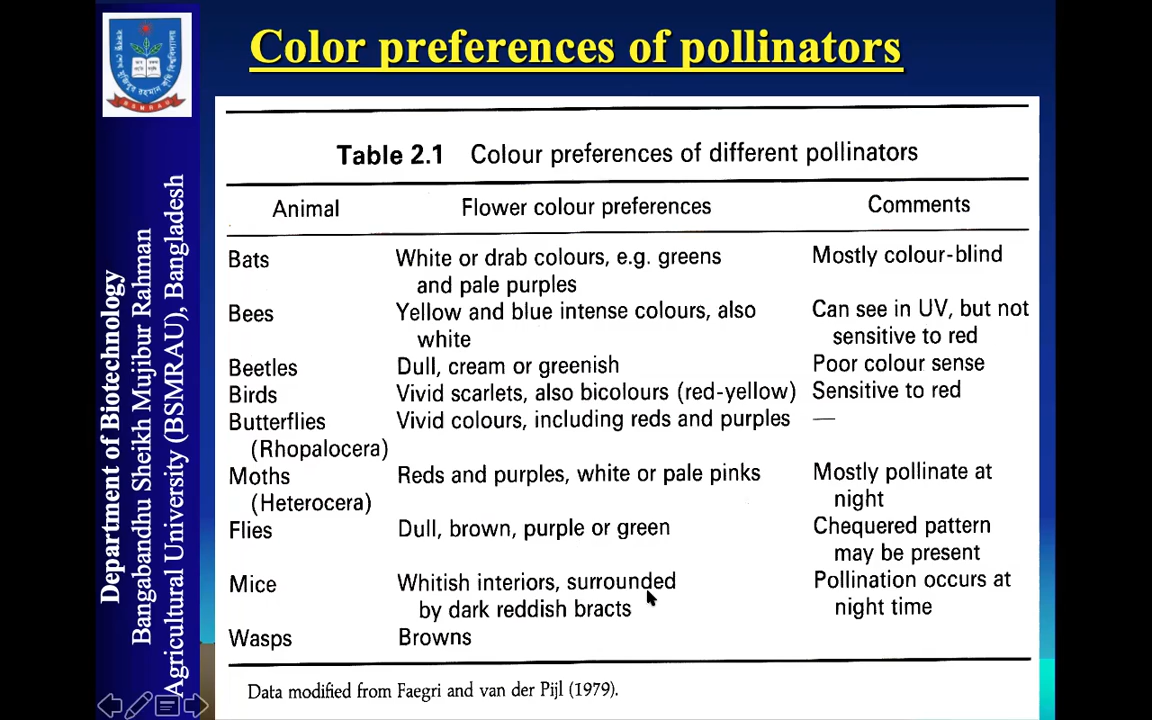 Color preferences of pollinators
BSMRAU
Department of Biotechnology
Bangabandhu Sheikh Mujibur Rahman
Agricultural University (BSMRAU), Bangladesh
Table 2.1 Colour preferences of different pollinators
Animal Flower colour preferences Comments
Bats White or drab colours, e.g. greens Mostly colour-blind
and pale purples
Bees Yellow and blue intense colours, also Can see in UV, but not
white sensitive to red
Beetles Dull, cream or greenish Poor colour sense
Birds Vivid scarlets, also bicolours (red-yellow) Sensitive to red
Butterflies Vivid colours, including reds and purples —
(Rhopalocera)
Moths Reds and purples, white or pale pinks Mostly pollinate at
(Heterocera) night
Flies Dull, brown, purple or green Chequered pattern
may be present
Mice Whitish interiors, surrounded Pollination occurs at
by dark reddish bracts night time
Wasps Browns
Data modified from Faegri and van der Pijl (1979).